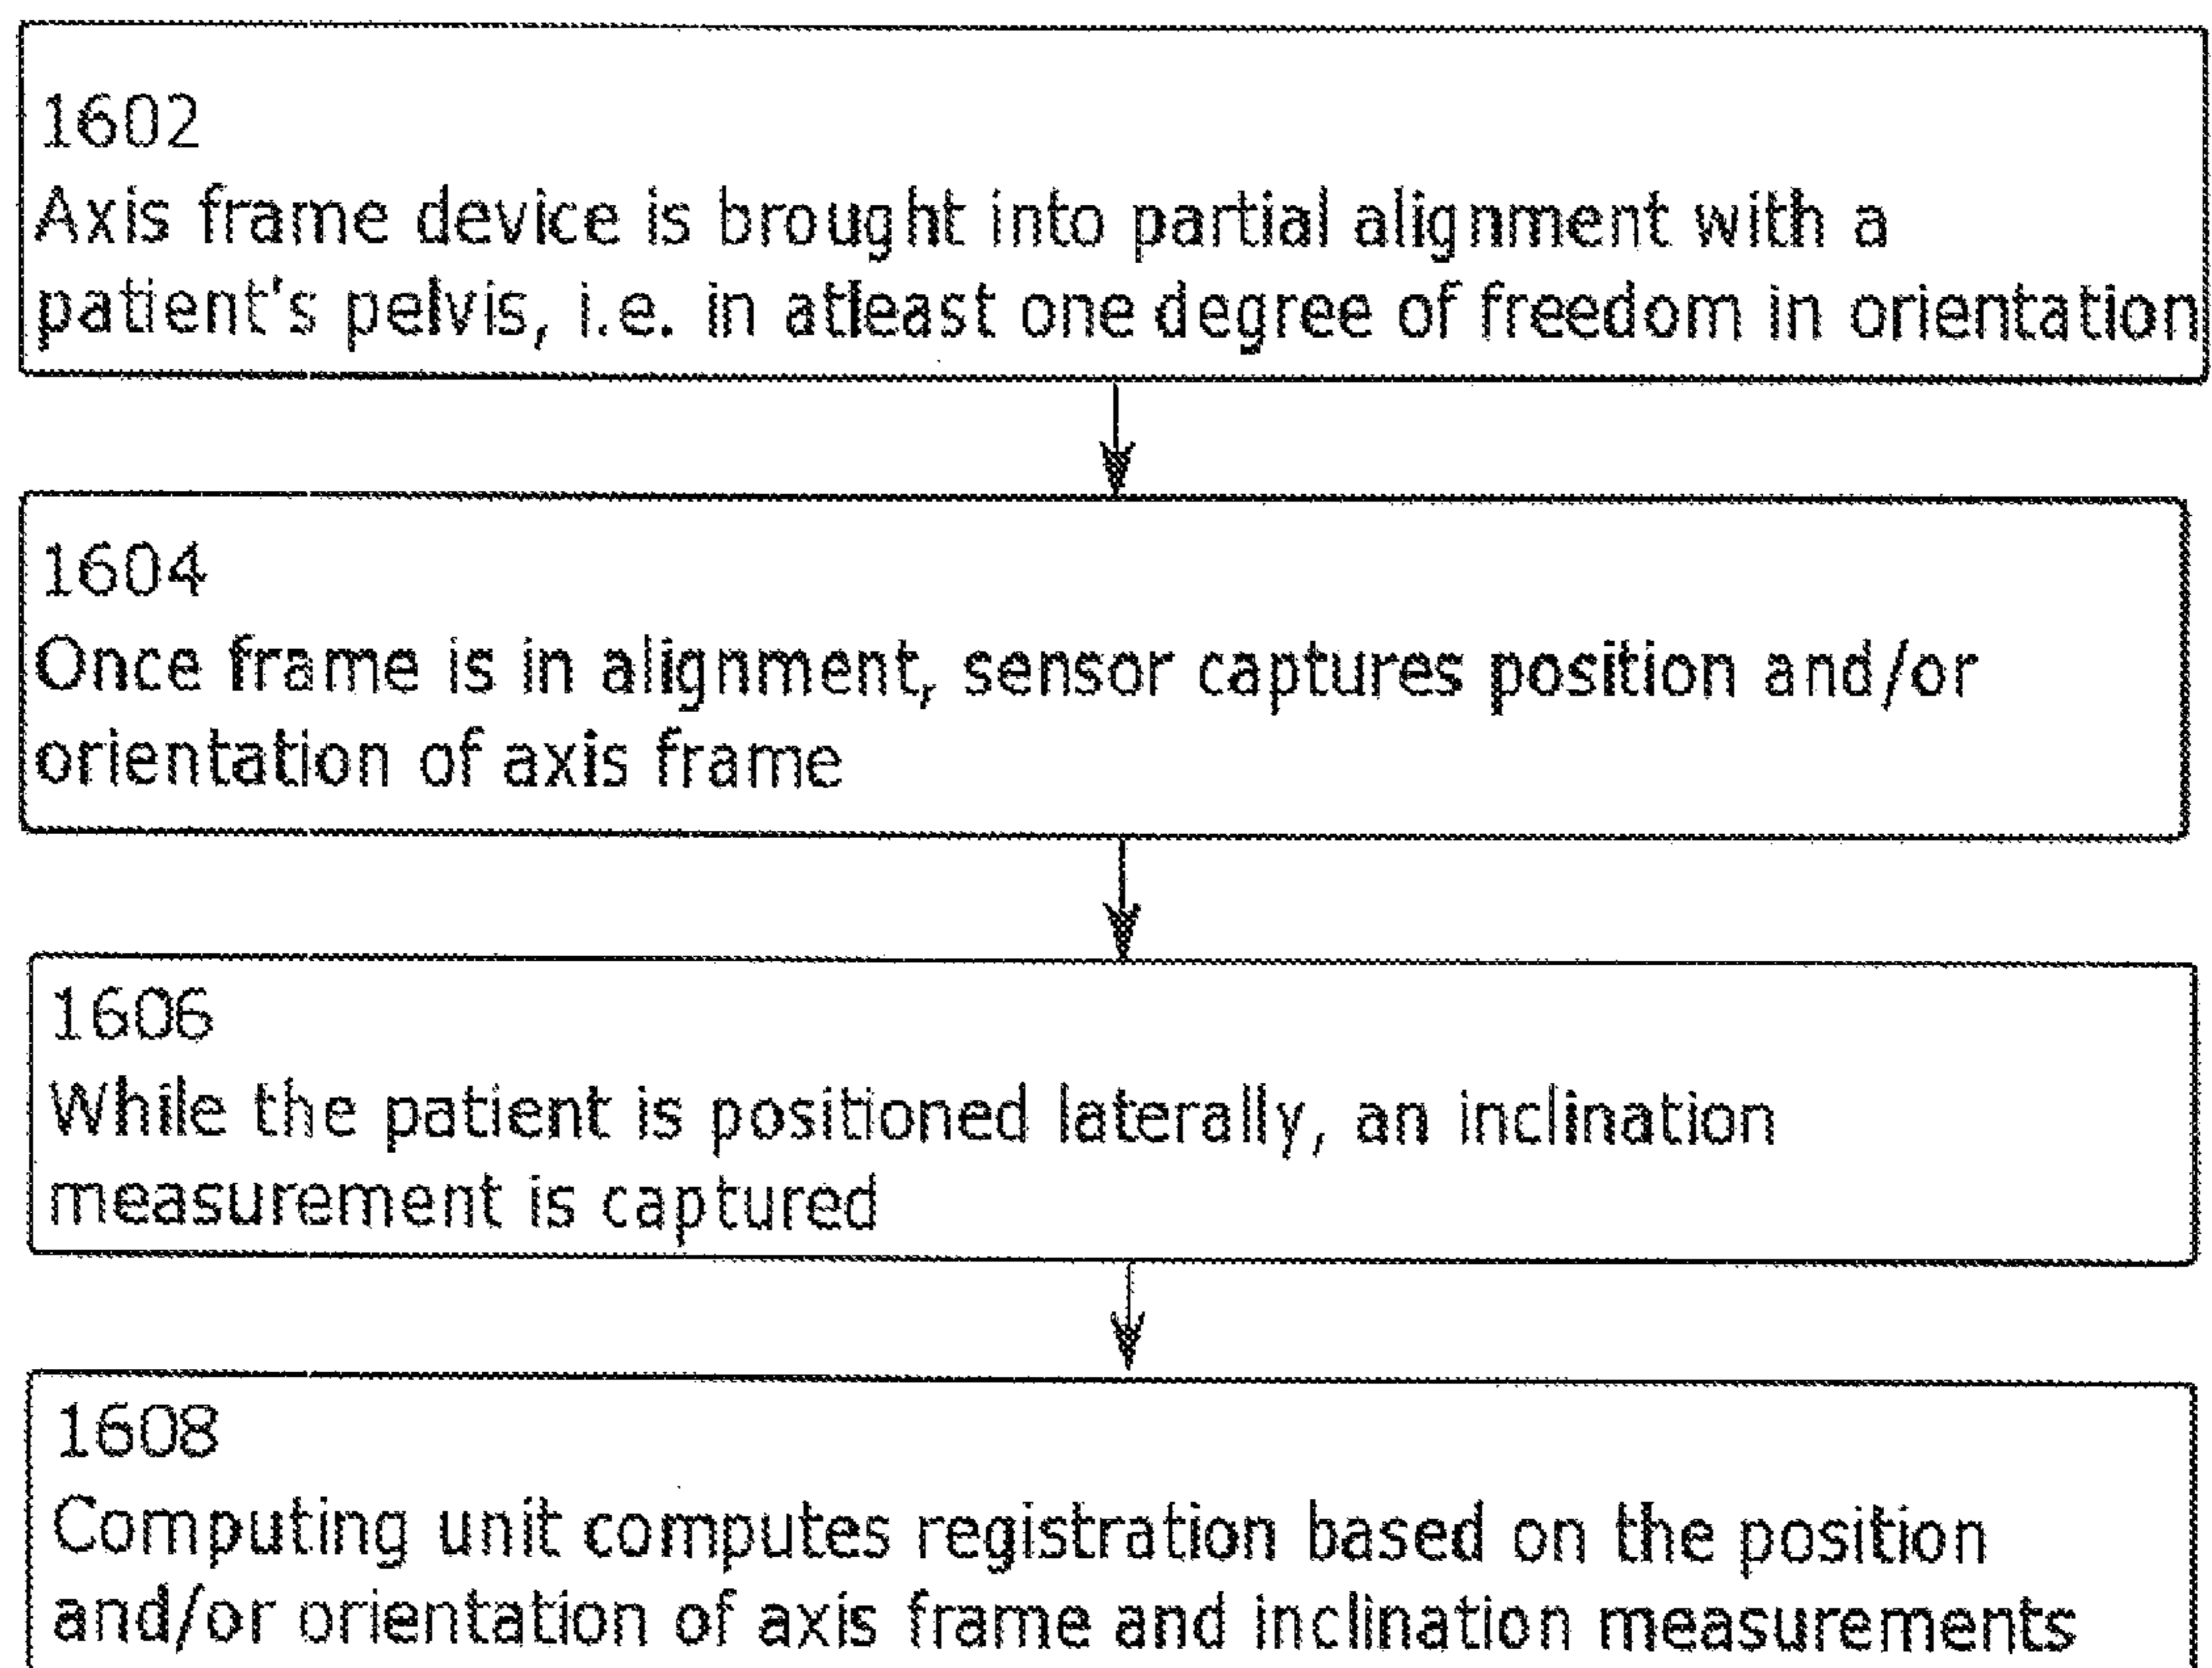 1602
Axis frame device is brought into partial alignment with a
patient's pelvis, i.e. in atleast one degree of freedom in orientation
1604
Once frame is in alignment, sensor captures position and/or
orientation of axis frame
1606
While the patient is positioned laterally, an inclination
measurement is captured
1608
Computing unit computes registration based on the position
and/or orientation of axis frame and inclination measurements